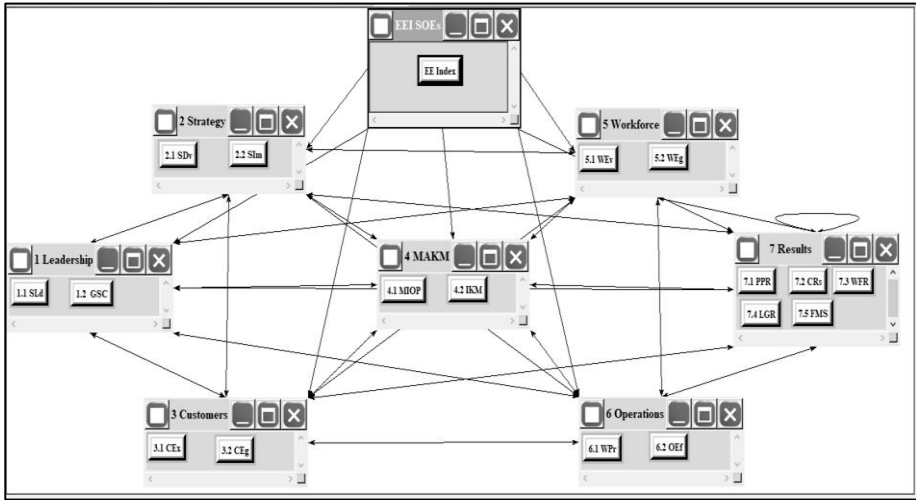 EEI SOEs
EE Index
2 Strategy
2.1 SDv
2.2 SIm
5 Workforce
5.1 WEv
5.2 WEg
1 Leadership
1.1 SLd
1.2 GSC
4 MAKM
4.1 MIOP
4.2 IKM
7 Results
7.1 PPR
7.2 CRs
7.3 WFR
7.4 LGR
7.5 FMS
3 Customers
3.1 CEx
3.2 CEg
6 Operations
6.1 WPr
6.2 OEf